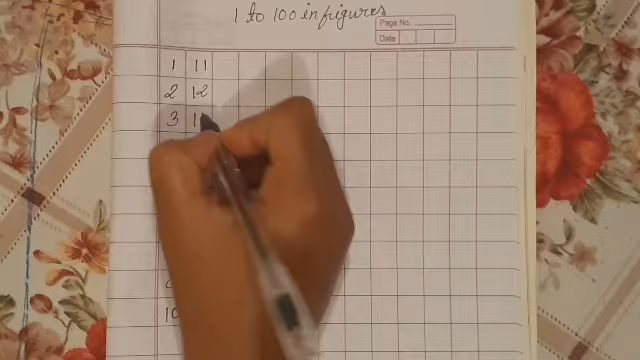 1 to 100 in figures
Page No.
Date
1 11
2 12
3 1
10